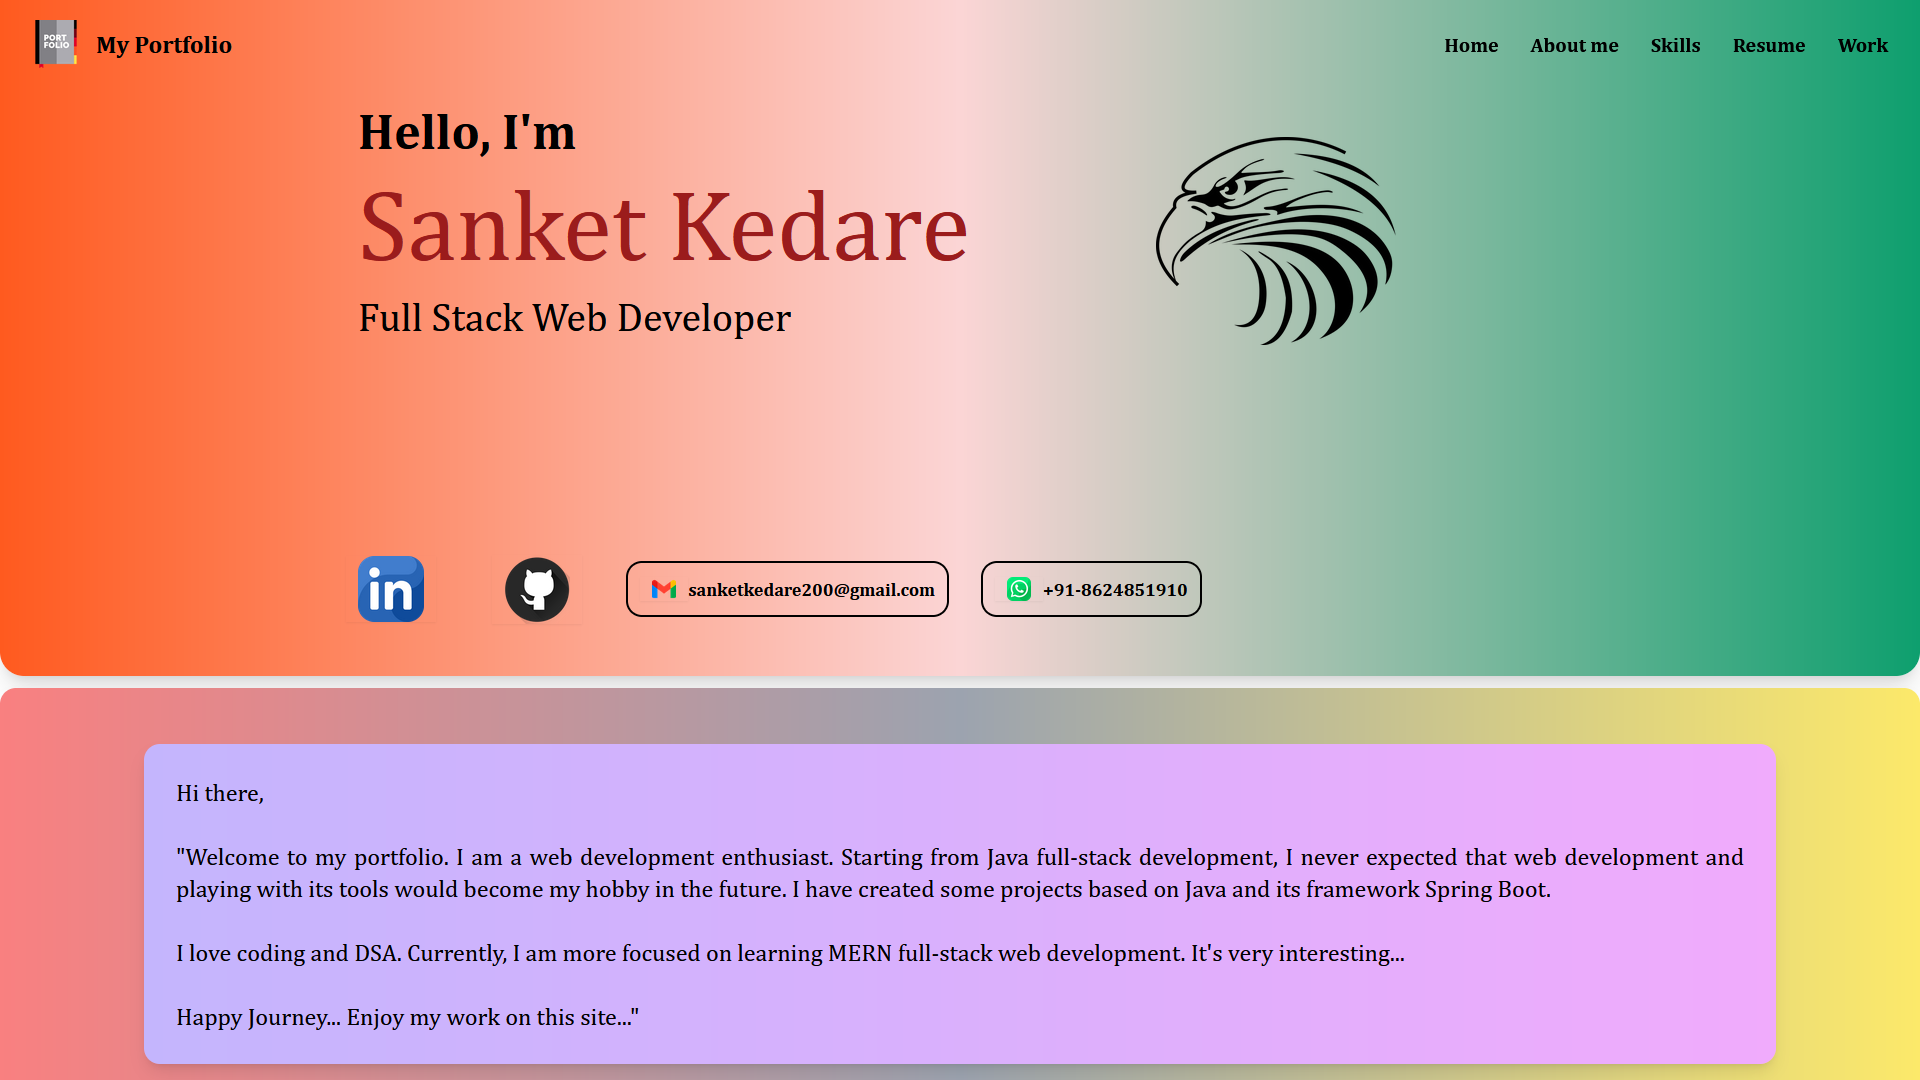 PORT
FOLIO
My Portfolio
Home About me Skills Resume Work
Hello, I'm
Sanket Kedare
Full Stack Web Developer
in
sanketkedare200@gmail.com
+91-8624851910
Hi there,
"Welcome to my portfolio. I am a web development enthusiast. Starting from Java full-stack development, I never expected that web development and
playing with its tools would become my hobby in the future. I have created some projects based on Java and its framework Spring Boot.
I love coding and DSA. Currently, I am more focused on learning MERN full-stack web development. It's very interesting...
Happy Journey... Enjoy my work on this site..."